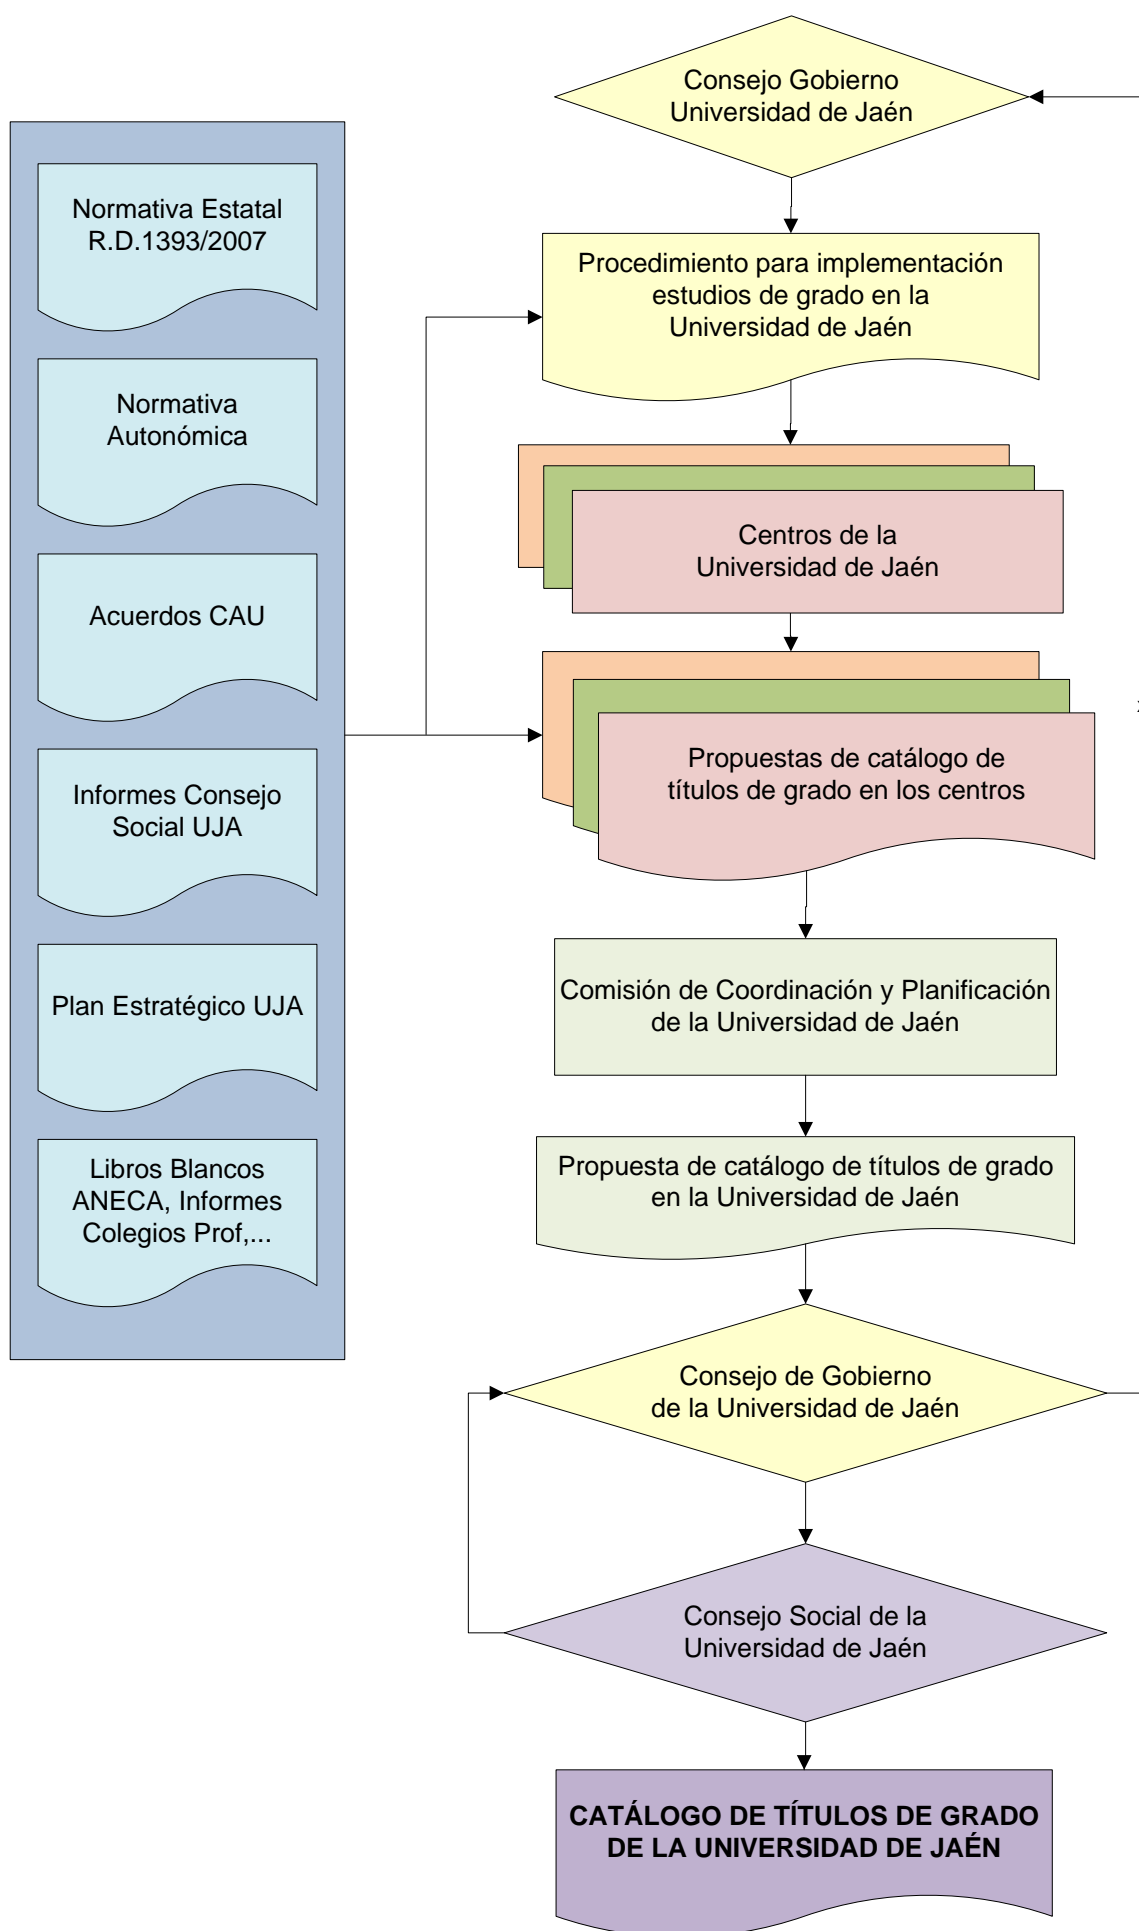 Consejo Gobierno
Universidad de Jaén
Normativa Estatal
R.D.1393/2007
Procedimiento para implementación
estudios de grado en la
Universidad de Jaén
Normativa
Autonómica
Centros de la
Universidad de Jaén
Acuerdos CAU
Propuestas de catálogo de
títulos de grado en los centros
Informes Consejo
Social UJA
Plan Estratégico UJA
Comisión de Coordinación y Planificación
de la Universidad de Jaén
Libros Blancos
ANECA, Informes
Colegios Prof,...
Propuesta de catálogo de títulos de grado
en la Universidad de Jaén
Consejo de Gobierno
de la Universidad de Jaén
Consejo Social de la
Universidad de Jaén
CATÁLOGO DE TÍTULOS DE GRADO
DE LA UNIVERSIDAD DE JAÉN